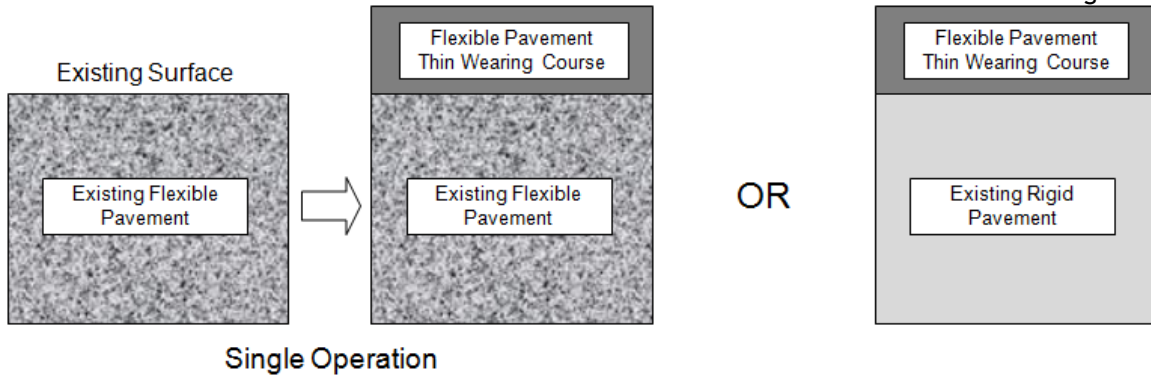 Existing Surface
Existing Flexible
Pavement
Flexible Pavement
Thin Wearing Course
Existing Flexible
Pavement
Single Operation
OR
Flexible Pavement
Thin Wearing Course
Existing Rigid
Pavement